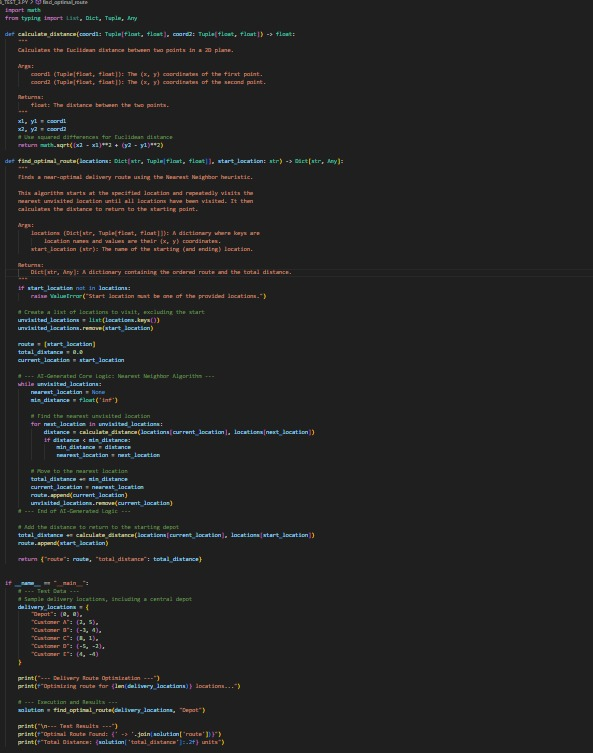 _TEST_3.PY > find_optimal_route
import math
from typing import List, Dict, Tuple, Any
def calculate_distance(coord1: Tuple[float, float], coord2: Tuple[float, float]) -> float:
"""
Calculates the Euclidean distance between two points in a 2D plane.
Args:
coord1 (Tuple[float, float]): The (x, y) coordinates of the first point.
coord2 (Tuple[float, float]): The (x, y) coordinates of the second point.
Returns:
float: The distance between the two points.
"""
x1, y1 = coord1
x2, y2 = coord2
# Use squared differences for Euclidean distance
return math.sqrt((x2 - x1)**2 + (y2 - y1)**2)
def find_optimal_route(locations: Dict[str, Tuple[float, float]], start_location: str) -> Dict[str, Any]:
"""
Finds a near-optimal delivery route using the Nearest Neighbor heuristic.
This algorithm starts at the specified location and repeatedly visits the
nearest unvisited location until all locations have been visited. It then
calculates the distance to return to the starting point.
Args:
locations (Dict[str, Tuple[float, float]]): A dictionary where keys are
location names and values are their (x, y) coordinates.
start_location (str): The name of the starting (and ending) location.
Returns:
Dict[str, Any]: A dictionary containing the ordered route and the total distance.
"""
if start_location not in locations:
raise ValueError("Start location must be one of the provided locations.")
# Create a list of locations to visit, excluding the start
unvisited_locations = list(locations.keys())
unvisited_locations.remove(start_location)
route = [start_location]
total_distance = 0.0
current_location = start_location
# --- AI-Generated Core Logic: Nearest Neighbor Algorithm ---
while unvisited_locations:
nearest_location = None
min_distance = float('inf')
# Find the nearest unvisited location
for next_location in unvisited_locations:
distance = calculate_distance(locations[current_location], locations[next_location])
if distance < min_distance:
min_distance = distance
nearest_location = next_location
# Move to the nearest location
total_distance += min_distance
current_location = nearest_location
route.append(current_location)
unvisited_locations.remove(current_location)
# --- End of AI-Generated Logic ---
# Add the distance to return to the starting depot
total_distance += calculate_distance(locations[current_location], locations[start_location])
route.append(start_location)
return {"route": route, "total_distance": total_distance}
if __name__ == "__main__":
# --- Test Data ---
# Sample delivery locations, including a central depot
delivery_locations = {
"Depot": (0, 0),
"Customer A": (2, 5),
"Customer B": (-3, 4),
"Customer C": (8, 1),
"Customer D": (-5, -2),
"Customer E": (4, -4)
}
print("--- Delivery Route Optimization ---")
print(f"Optimizing route for {len(delivery_locations)} locations...")
# --- Execution and Results ---
solution = find_optimal_route(delivery_locations, "Depot")
print("\n--- Test Results ---")
print(f"Optimal Route Found: {' -> '.join(solution['route'])}")
print(f"Total Distance: {solution['total_distance']:.2f} units")